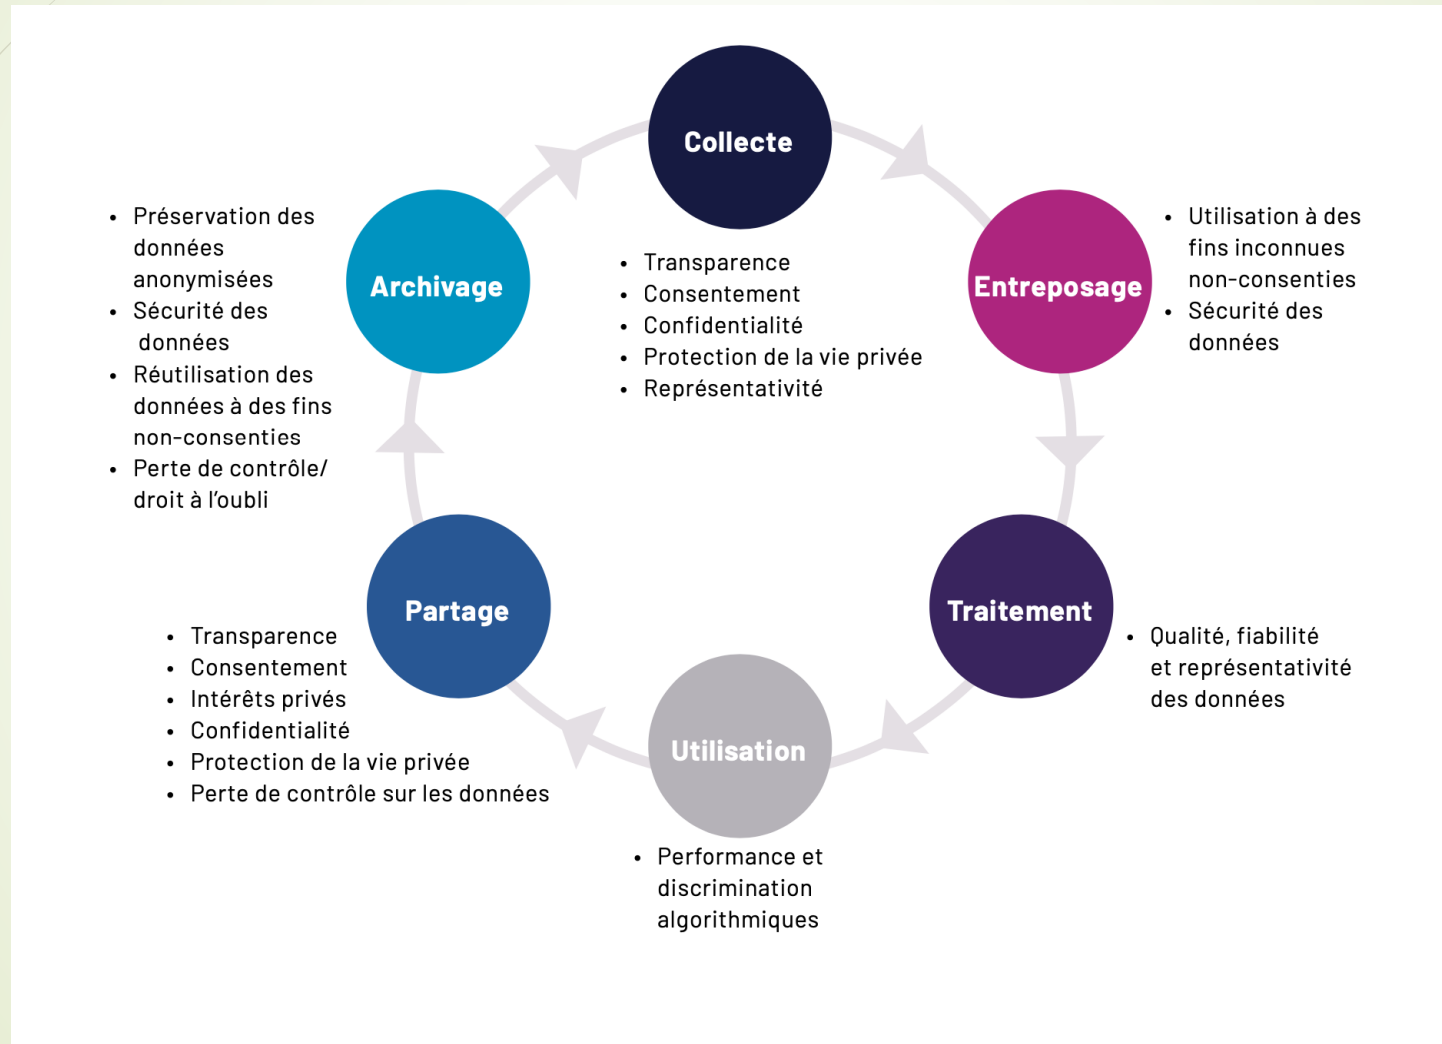 Collecte
• Transparence
• Consentement
• Confidentialité
• Protection de la vie privée
• Représentativité
Entreposage
• Utilisation à des
fins inconnues
non-consenties
• Sécurité des
données
Traitement
• Qualité, fiabilité
et représentativité
des données
Utilisation
• Performance et
discrimination
algorithmiques
Partage
• Transparence
• Consentement
• Intérêts privés
• Confidentialité
• Protection de la vie privée
• Perte de contrôle sur les données
Archivage
• Préservation des
données
anonymisées
• Sécurité des
données
• Réutilisation des
données à des fins
non-consenties
• Perte de contrôle/
droit à l’oubli